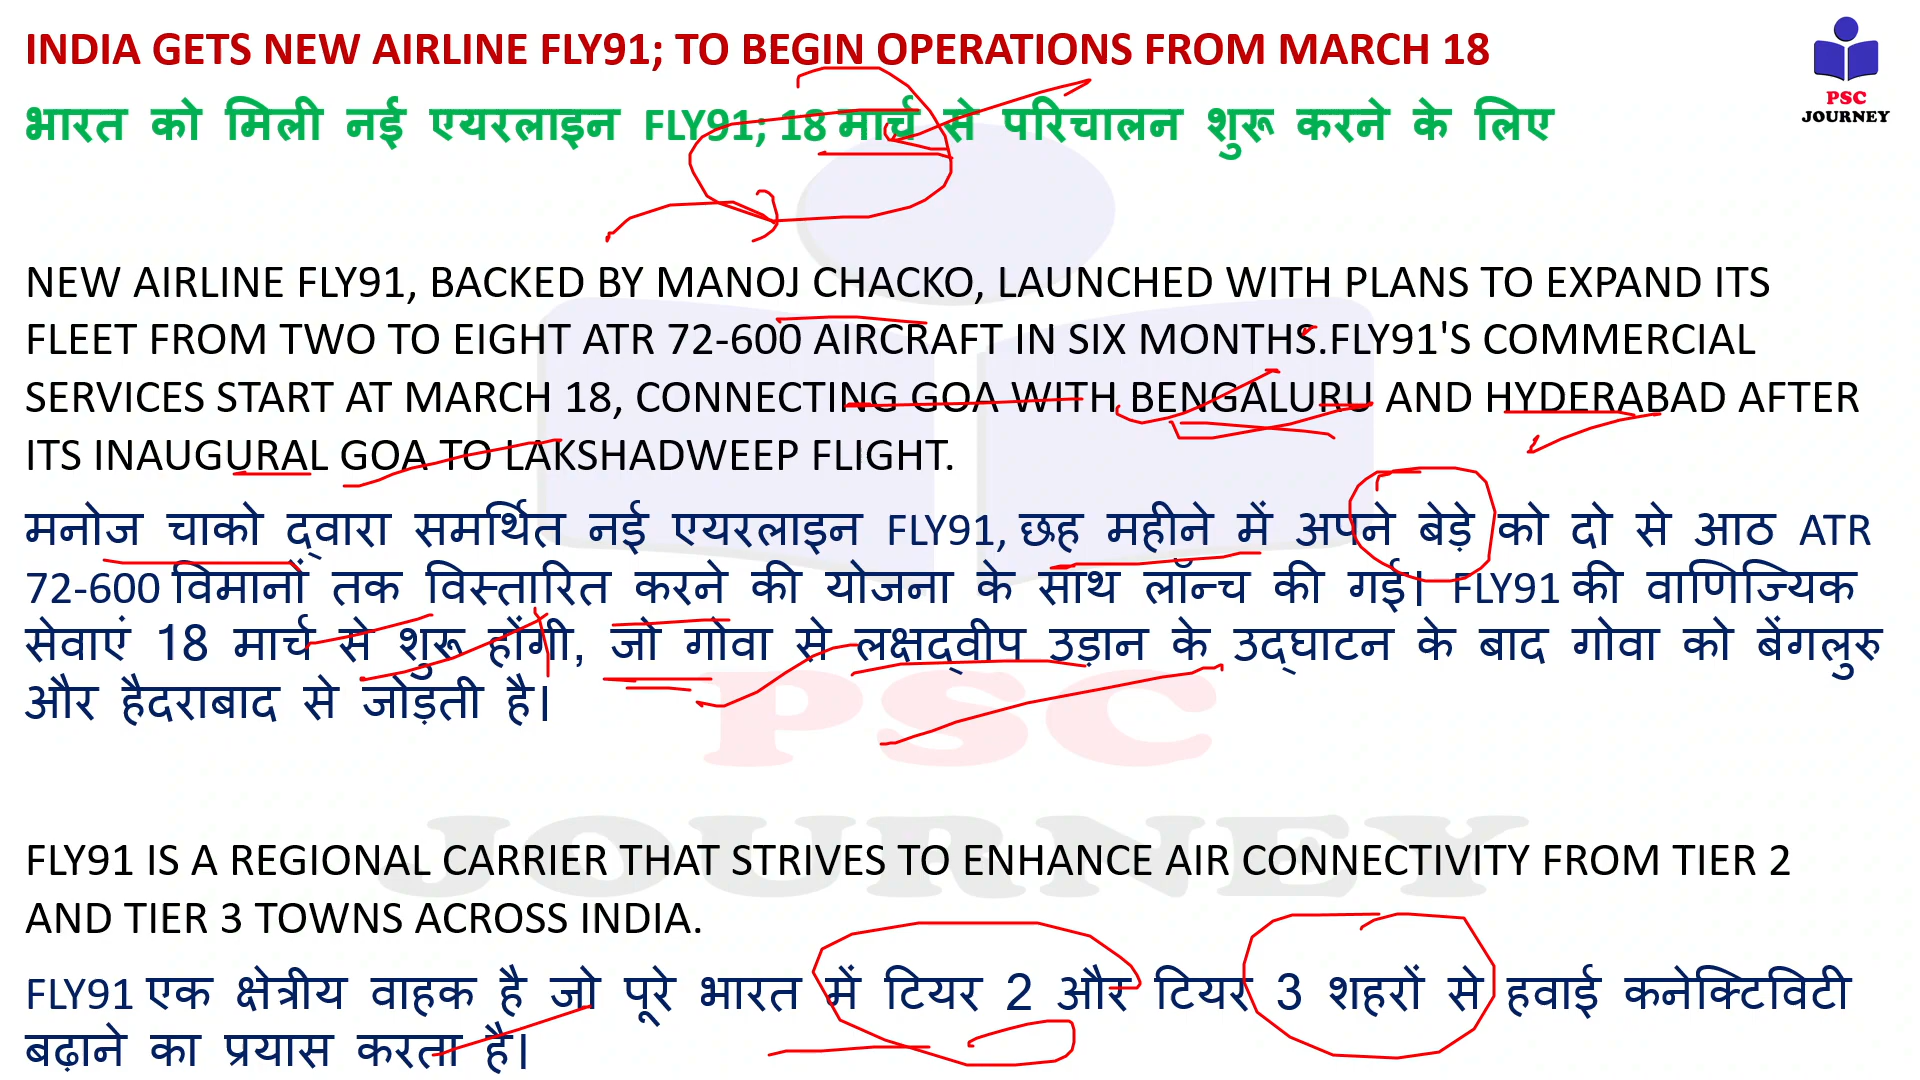 INDIA GETS NEW AIRLINE FLY91; TO BEGIN OPERATIONS FROM MARCH 18
भारत को मिली नई एयरलाइन FLY91; 18 मार्च से परिचालन शुरू करने के लिए
PSC
JOURNEY
NEW AIRLINE FLY91, BACKED BY MANOJ CHACKO, LAUNCHED WITH PLANS TO EXPAND ITS
FLEET FROM TWO TO EIGHT ATR 72-600 AIRCRAFT IN SIX MONTHS.FLY91'S COMMERCIAL
SERVICES START AT MARCH 18, CONNECTING GOA WITH BENGALURU AND HYDERABAD AFTER
ITS INAUGURAL GOA TO LAKSHADWEEP FLIGHT.
मनोज चाको द्वारा समर्थित नई एयरलाइन FLY91, छह महीने में अपने बेड़े को दो से आठ ATR
72-600 विमानों तक विस्तारित करने की योजना के साथ लॉन्च की गई। FLY91 की वाणिज्यिक
सेवाएं 18 मार्च से शुरू होंगी, जो गोवा से लक्षद्वीप उड़ान के उद्घाटन के बाद गोवा को बेंगलुरु
और हैदराबाद से जोड़ती है।
PSC
JOURNEY
FLY91 IS A REGIONAL CARRIER THAT STRIVES TO ENHANCE AIR CONNECTIVITY FROM TIER 2
AND TIER 3 TOWNS ACROSS INDIA.
FLY91 एक क्षेत्रीय वाहक है जो पूरे भारत में टियर 2 और टियर 3 शहरों से हवाई कनेक्टिविटी
बढ़ाने का प्रयास करता है।